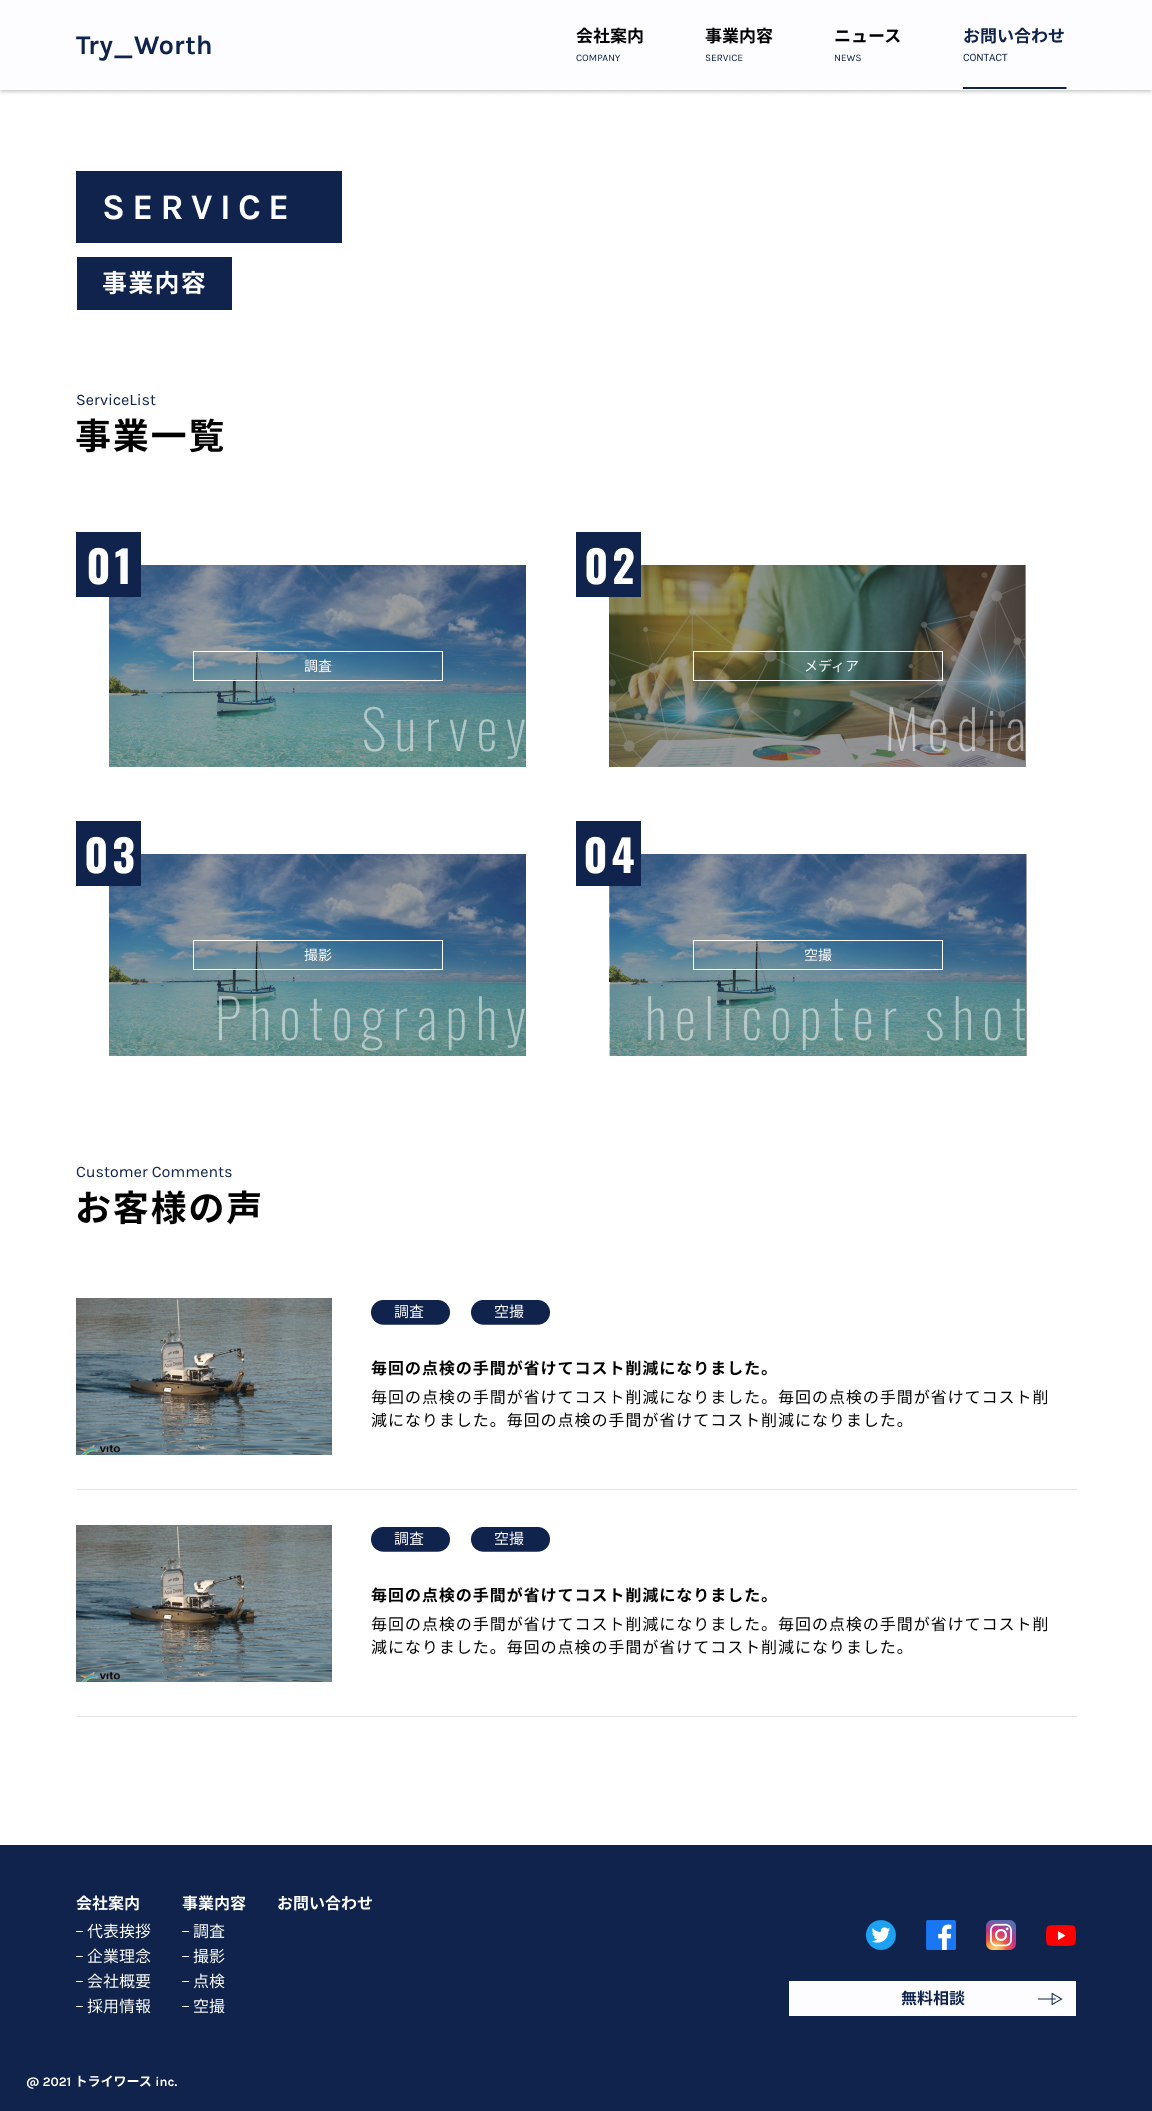 Try_Worth
会社案内
COMPANY
事業内容
SERVICE
ニュース
NEWS
お問い合わせ
CONTACT
SERVICE
事業内容
ServiceList
事業一覧
01
調査
Survey
02
メディア
Media
03
撮影
Photography
04
空撮
helicopter shot
Customer Comments
お客様の声
調査
空撮
毎回の点検の手間が省けてコスト削減になりました。
毎回の点検の手間が省けてコスト削減になりました。毎回の点検の手間が省けてコスト削
減になりました。毎回の点検の手間が省けてコスト削減になりました。
vito
調査
空撮
毎回の点検の手間が省けてコスト削減になりました。
毎回の点検の手間が省けてコスト削減になりました。毎回の点検の手間が省けてコスト削
減になりました。毎回の点検の手間が省けてコスト削減になりました。
vito
会社案内
– 代表挨拶
– 企業理念
– 会社概要
– 採用情報
事業内容
– 調査
– 撮影
– 点検
– 空撮
お問い合わせ
無料相談
@ 2021 トライワース inc.